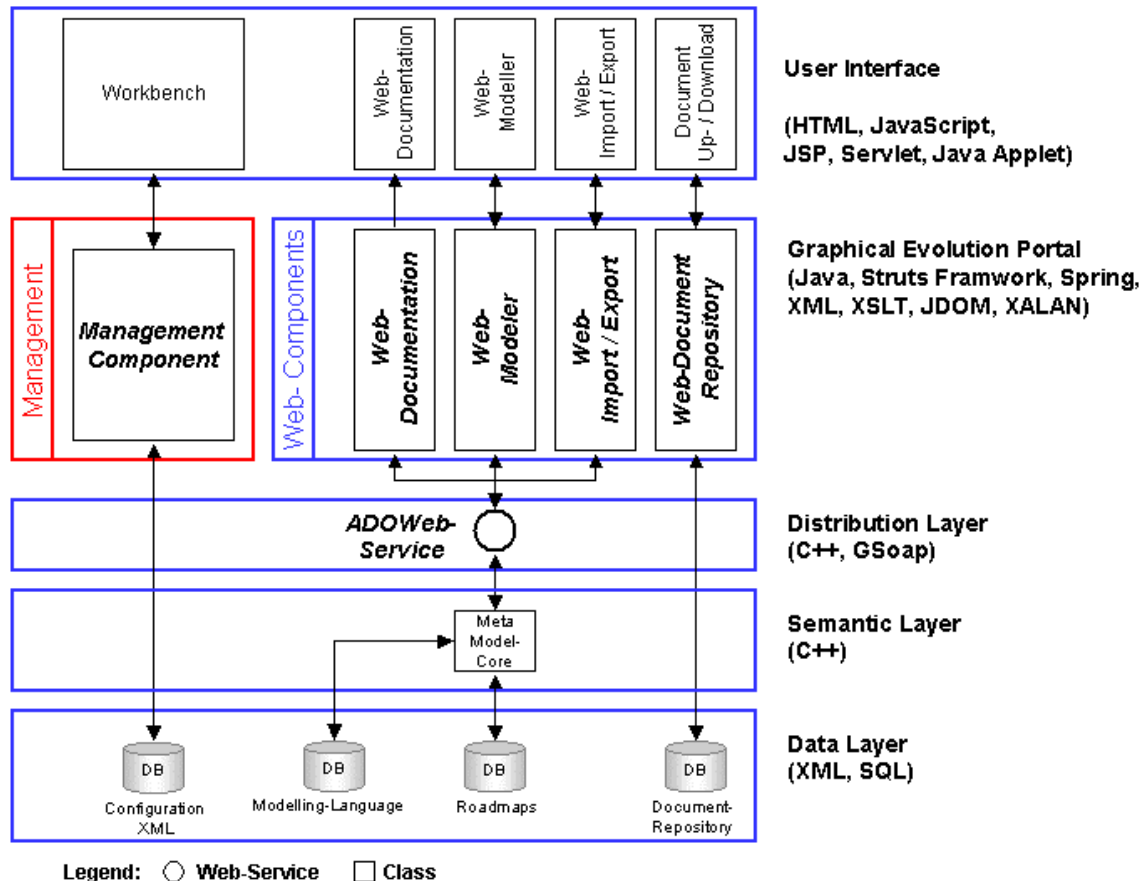 Workbench
Web-
Documentation
Web-
Modeller
Web-
Import / Export
Document
Up- / Download
User Interface
(HTML, JavaScript,
JSP, Servlet, Java Applet)
Management
Management
Component
Web- Components
Web-
Documentation
Web-
Modeler
Web-
Import / Export
Web-Document
Repository
Graphical Evolution Portal
(Java, Struts Framwork, Spring,
XML, XSLT, JDOM, XALAN)
ADOWeb-
Service
Distribution Layer
(C++, GSoap)
Meta
Model-
Core
Semantic Layer
(C++)
DB
Configuration
XML
DB
Modelling-Language
DB
Roadmaps
DB
Document-
Repository
Data Layer
(XML, SQL)
Legend: Web-Service Class